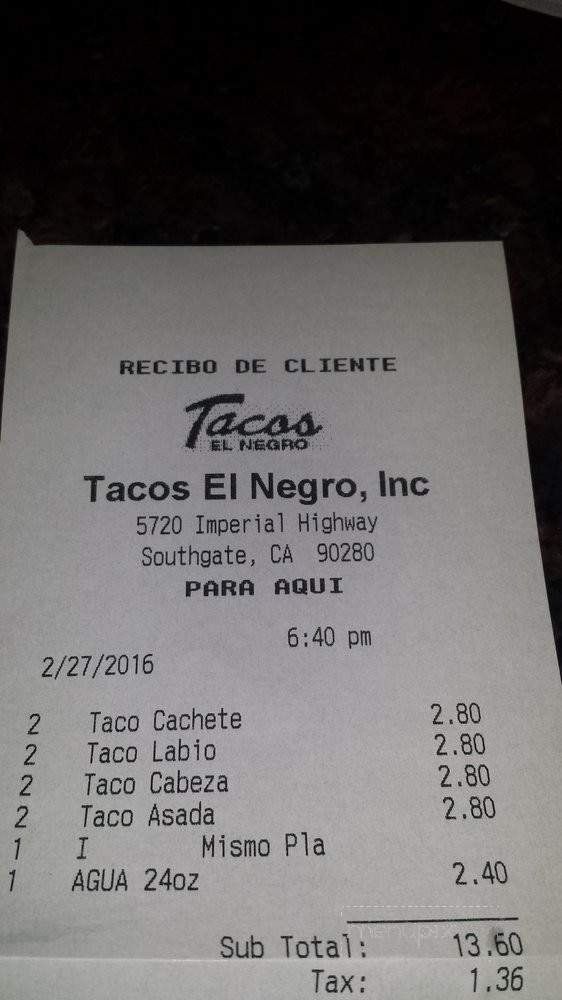 RECIBO DE CLIENTE
Tacos
EL NEGRO
Tacos El Negro, Inc
5720 Imperial Highway
Southgate, CA 90280
PARA AQUI
6:40 pm
2/27/2016
2 Taco Cachete 2.80
2 Taco Labio 2.80
2 Taco Cabeza 2.80
2 Taco Asada 2.80
1 I Mismo Pla
1 AGUA 24oz 2.40
menupix
Sub Total: 13.60
Tax: 1.36